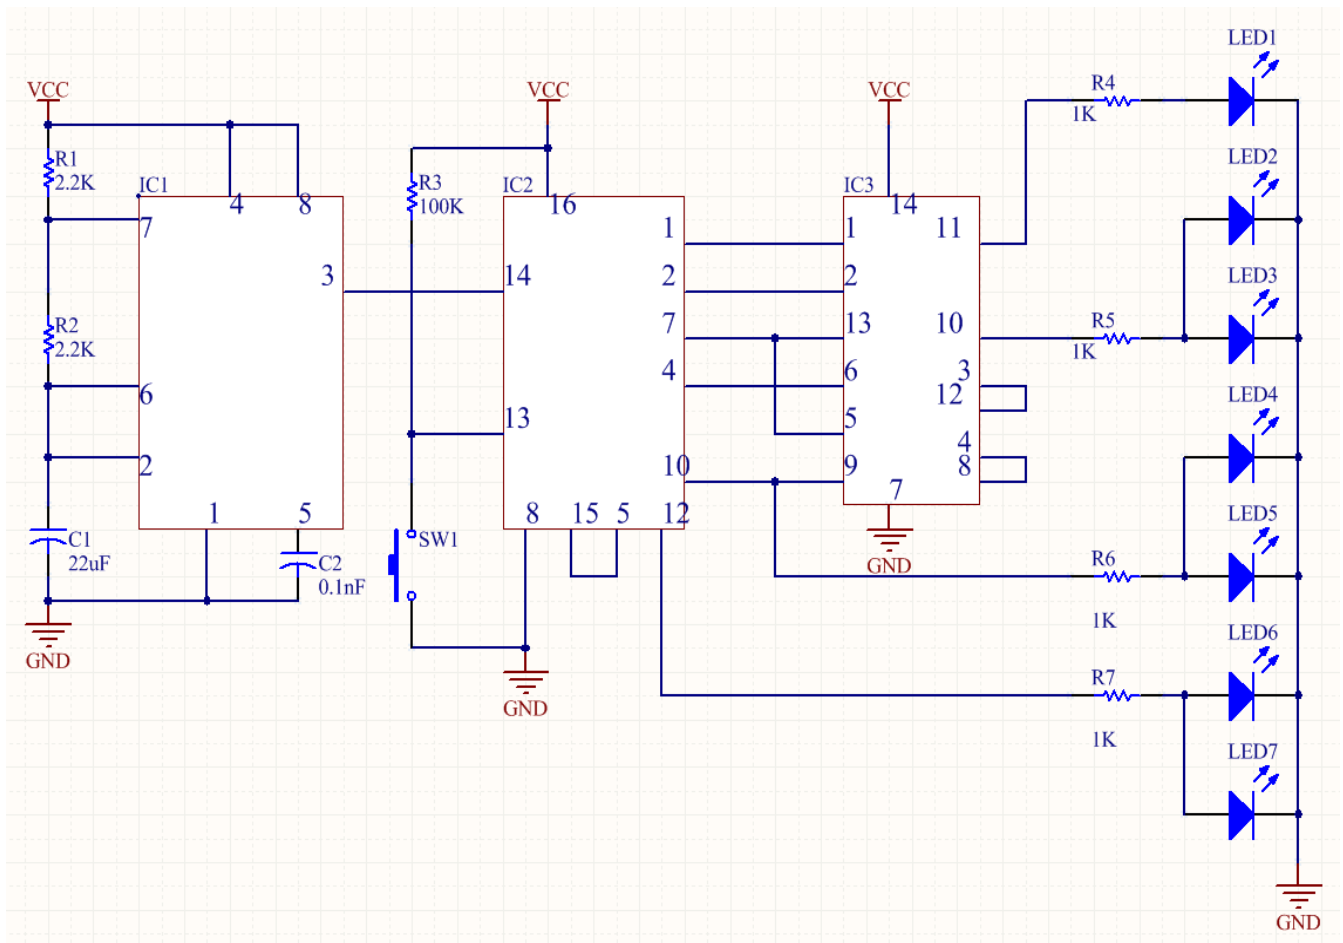 VCC
R1
2.2K
R2
2.2K
C1
22uF
GND
IC1
4
8
7
3
6
2
1
5
C2
0.1nF
VCC
R3
100K
SW1
IC2
16
14
13
1
2
7
4
10
8
15
5
12
GND
VCC
IC3
14
1
11
2
13
10
6
3
12
5
4
9
8
7
GND
R4
1K
R5
1K
R6
1K
R7
1K
LED1
LED2
LED3
LED4
LED5
LED6
LED7
GND